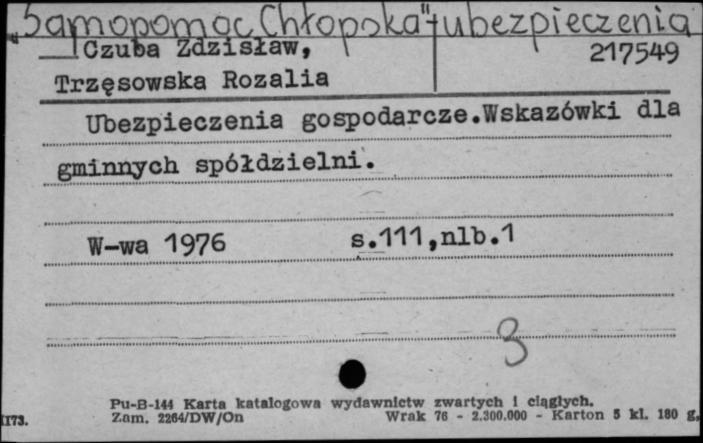 „Samopomoc Chłopska"-ubezpieczenia
Czuba Zdzisław, 217549
Trzęsowska Rozalia
Ubezpieczenia gospodarcze.Wskazówki dla
gminnych spółdzielni.
W-wa 1976 s.111,nlb.1
3
Pu-B-144 Karta katalogowa wydawnictw zwartych i ciągłych.
I173. Zam. 2264/DW/On Wrak 76 - 2.300.000 - Karton 5 kl. 180 g.